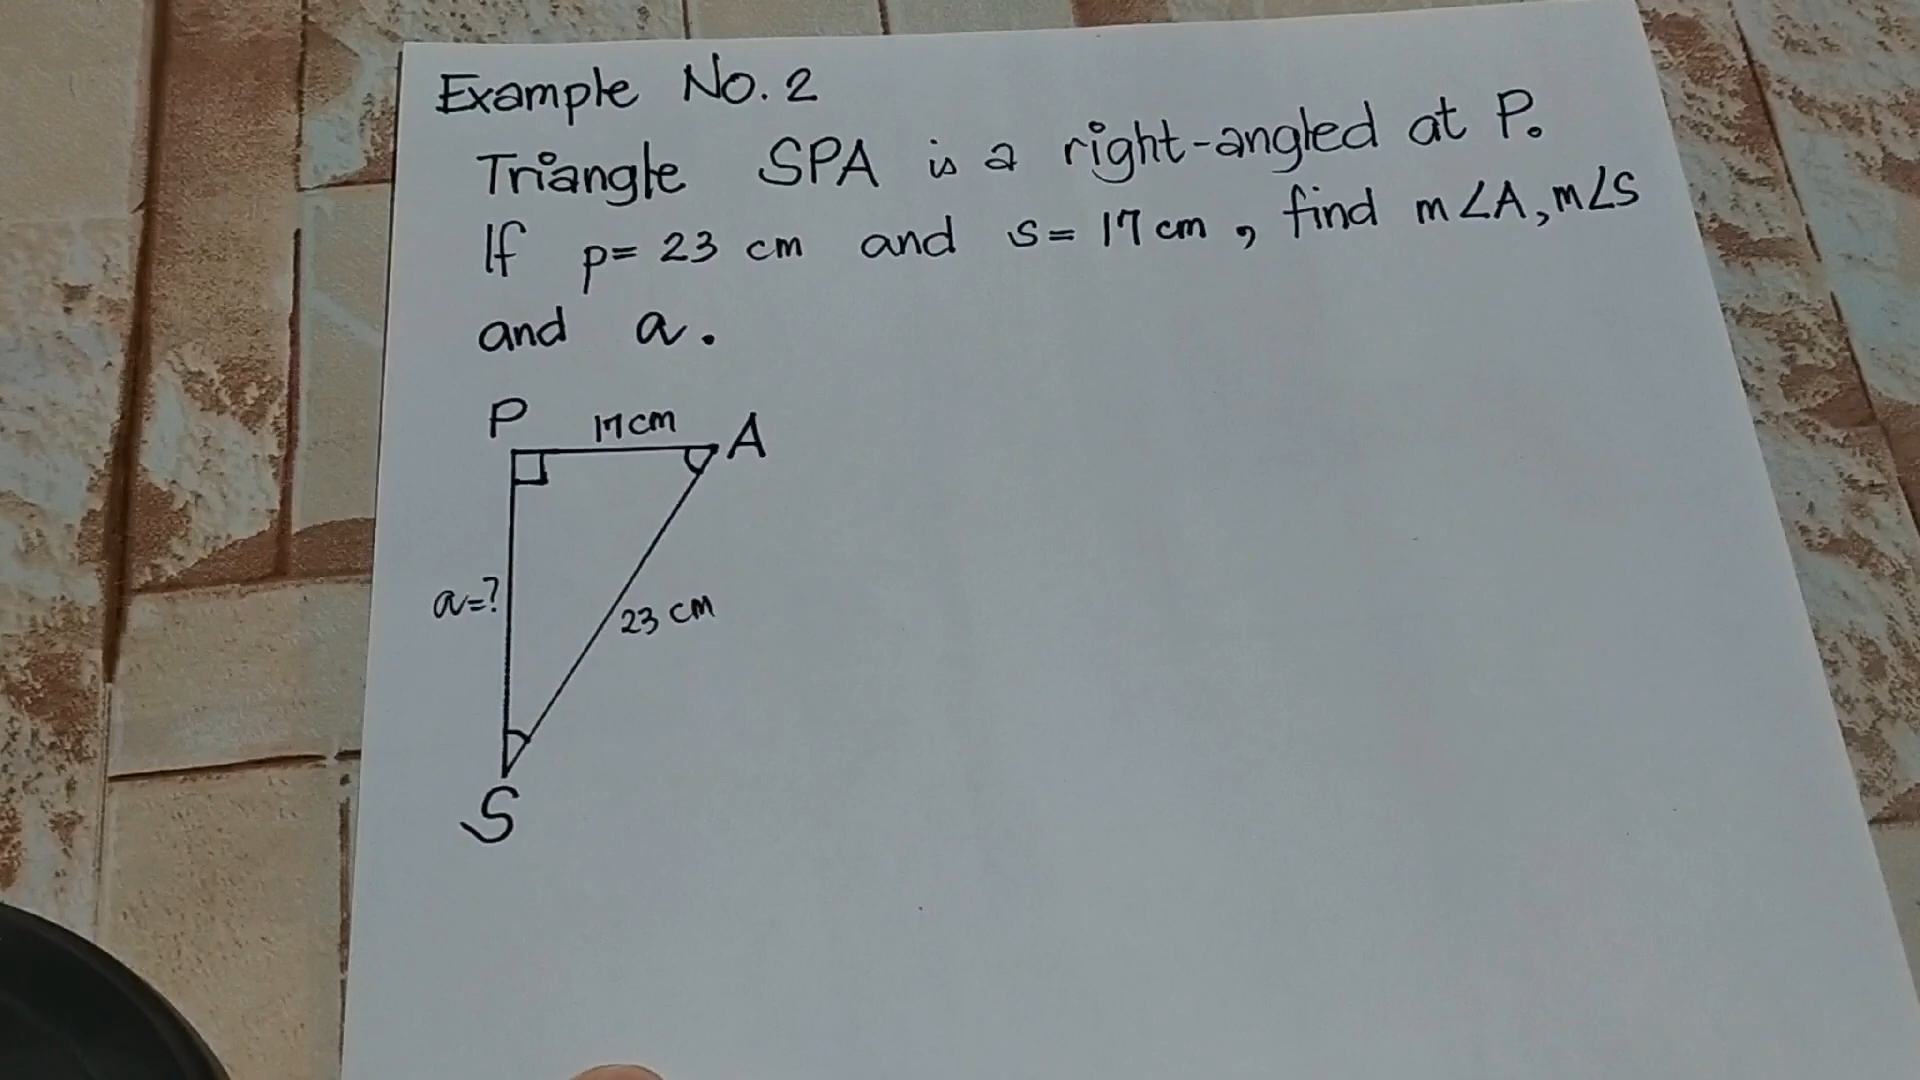 Example No. 2
Triangle SPA is a right-angled at P.
If p= 23 cm and s= 17 cm, find m∠A, m∠S
and a.
P 17 cm A
a=? 23 cm
S